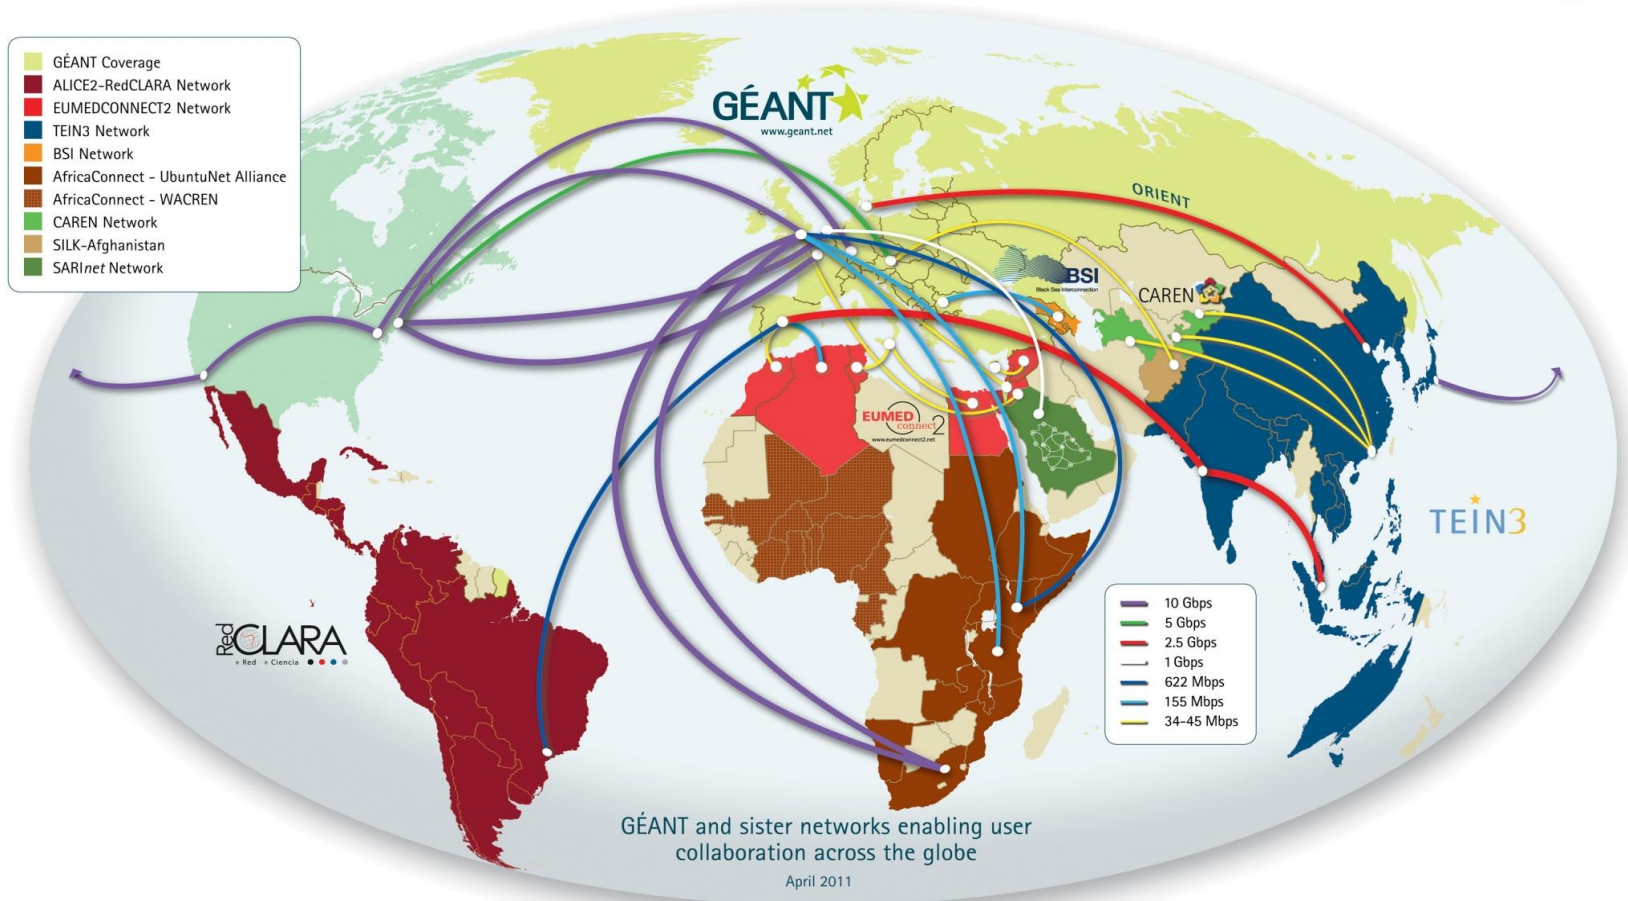 GÉANT Coverage
ALICE2-RedCLARA Network
EUMEDCONNECT2 Network
TEIN3 Network
BSI Network
AfricaConnect - UbuntuNet Alliance
AfricaConnect - WACREN
CAREN Network
SILK-Afghanistan
SARInet Network
GÉANT
www.geant.net
ORIENT
BSI
Black Sea Interconnection
CAREN
EUMED
connect2
www.eumedconnect2.net
TEIN3
Red CLARA
+ Red + Ciencia
10 Gbps
5 Gbps
2.5 Gbps
1 Gbps
622 Mbps
155 Mbps
34-45 Mbps
GÉANT and sister networks enabling user
collaboration across the globe
April 2011